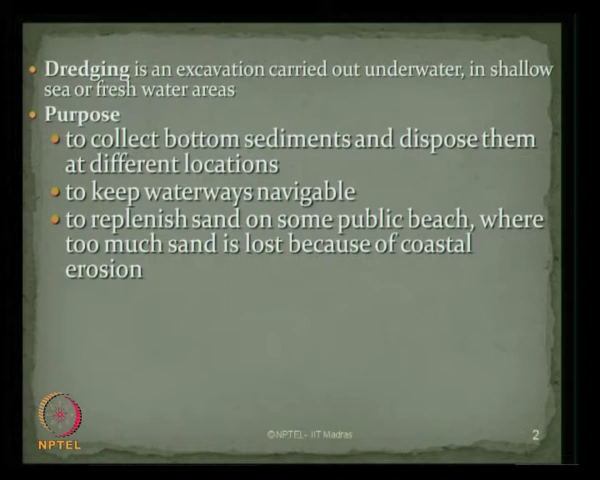 Dredging is an excavation carried out underwater, in shallow
sea or fresh water areas
Purpose
to collect bottom sediments and dispose them
at different locations
to keep waterways navigable
to replenish sand on some public beach, where
too much sand is lost because of coastal
erosion
NPTEL
©NPTEL- IIT Madras
2